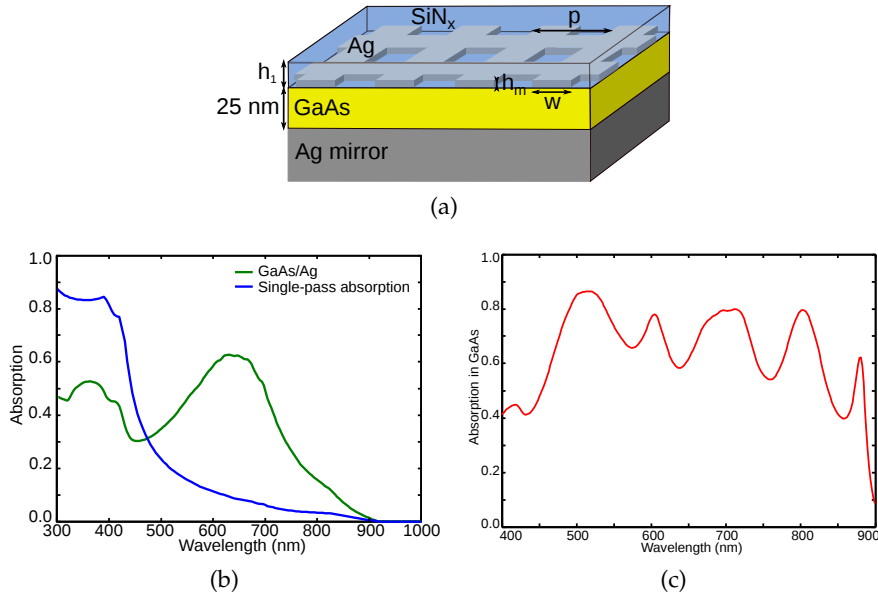 SiNx
p
Ag
h1
hm
w
25 nm
GaAs
Ag mirror
(a)
1.0
0.8
0.6
0.4
0.2
0.0
Absorption
GaAs/Ag
Single-pass absorption
300 400 500 600 700 800 900 1000
Wavelength (nm)
(b)
1.0
0.8
0.6
0.4
0.2
0.0
Absorption in GaAs
400 500 600 700 800 900
Wavelength (nm)
(c)